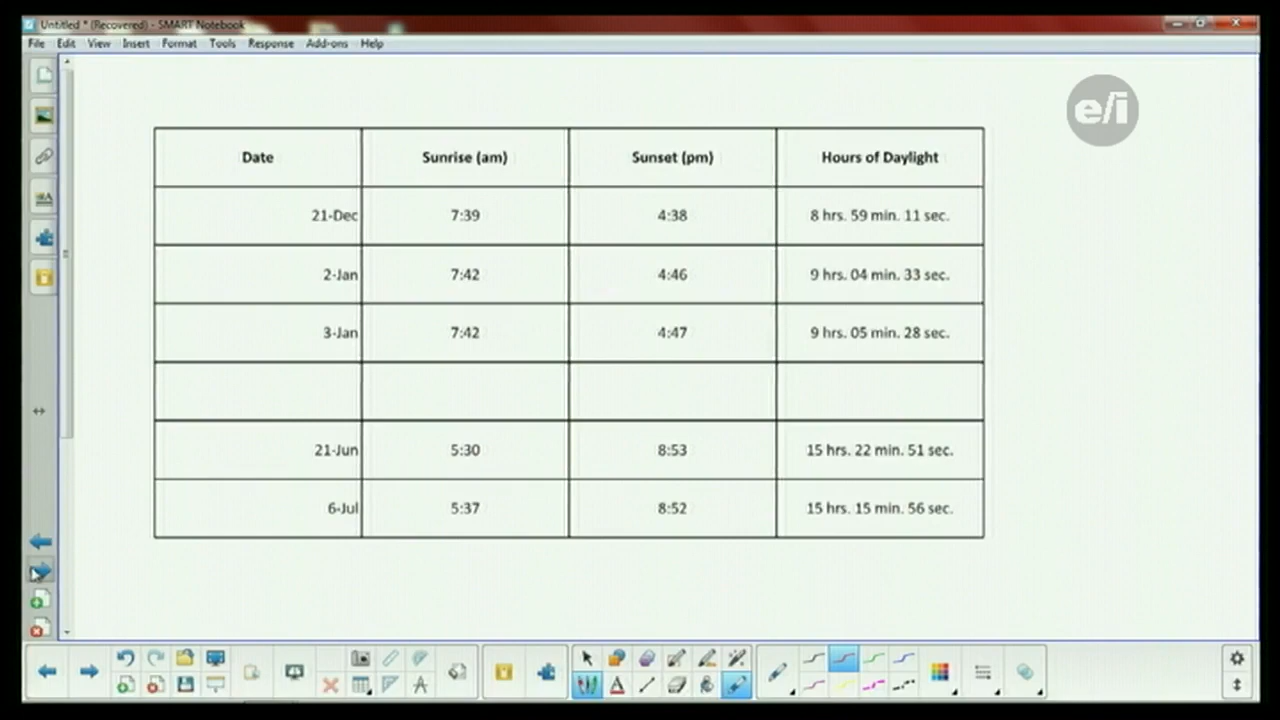 Untitled * (Recovered) - SMART Notebook
File Edit View Insert Format Tools Response Add-ons Help
e/i
Date Sunrise (am) Sunset (pm) Hours of Daylight
21-Dec 7:39 4:38 8 hrs. 59 min. 11 sec.
2-Jan 7:42 4:46 9 hrs. 04 min. 33 sec.
3-Jan 7:42 4:47 9 hrs. 05 min. 28 sec.
21-Jun 5:30 8:53 15 hrs. 22 min. 51 sec.
6-Jul 5:37 8:52 15 hrs. 15 min. 56 sec.